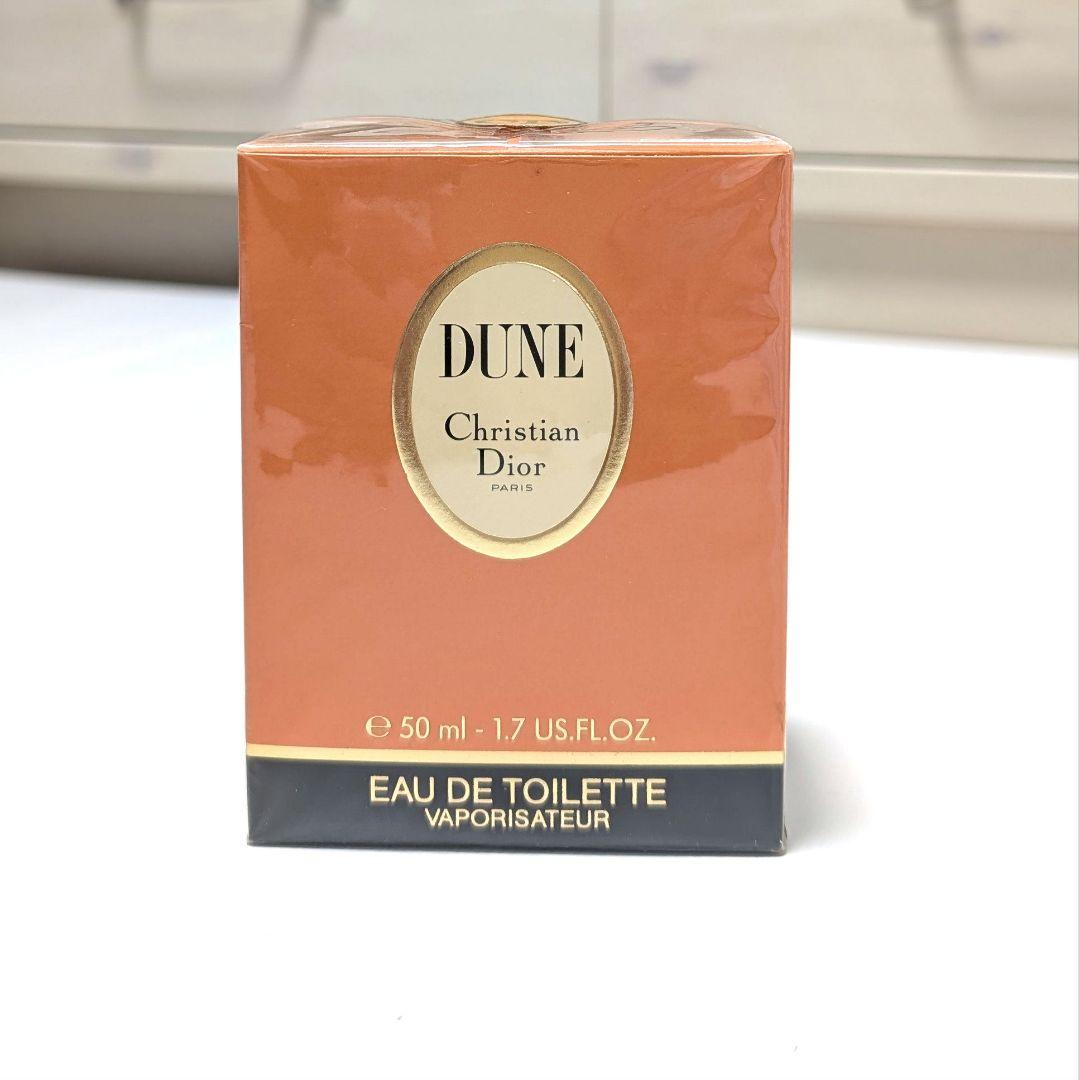 DUNE
Christian
Dior
PARIS
℮ 50 ml - 1.7 US.FL.OZ.
EAU DE TOILETTE
VAPORISATEUR